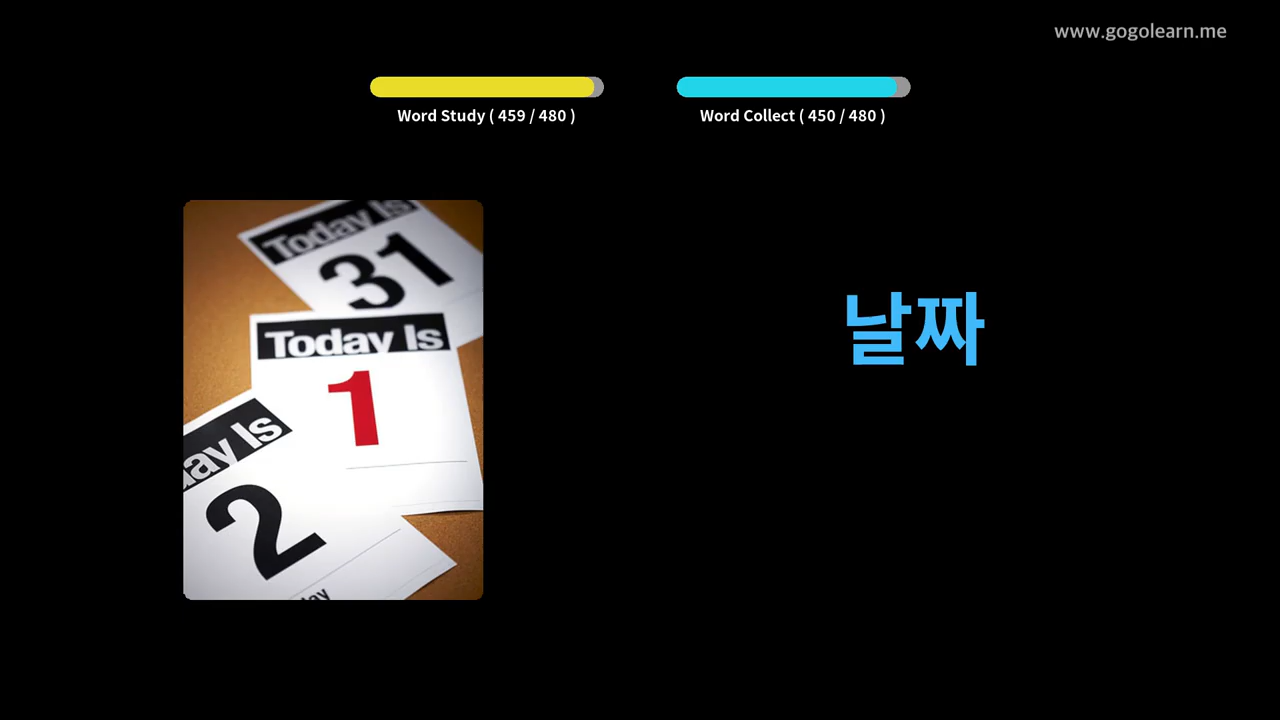 www.gogolearn.me
Word Study ( 459 / 480 )
Word Collect ( 450 / 480 )
Today Is
31
Today Is
1
ay Is
2
날짜